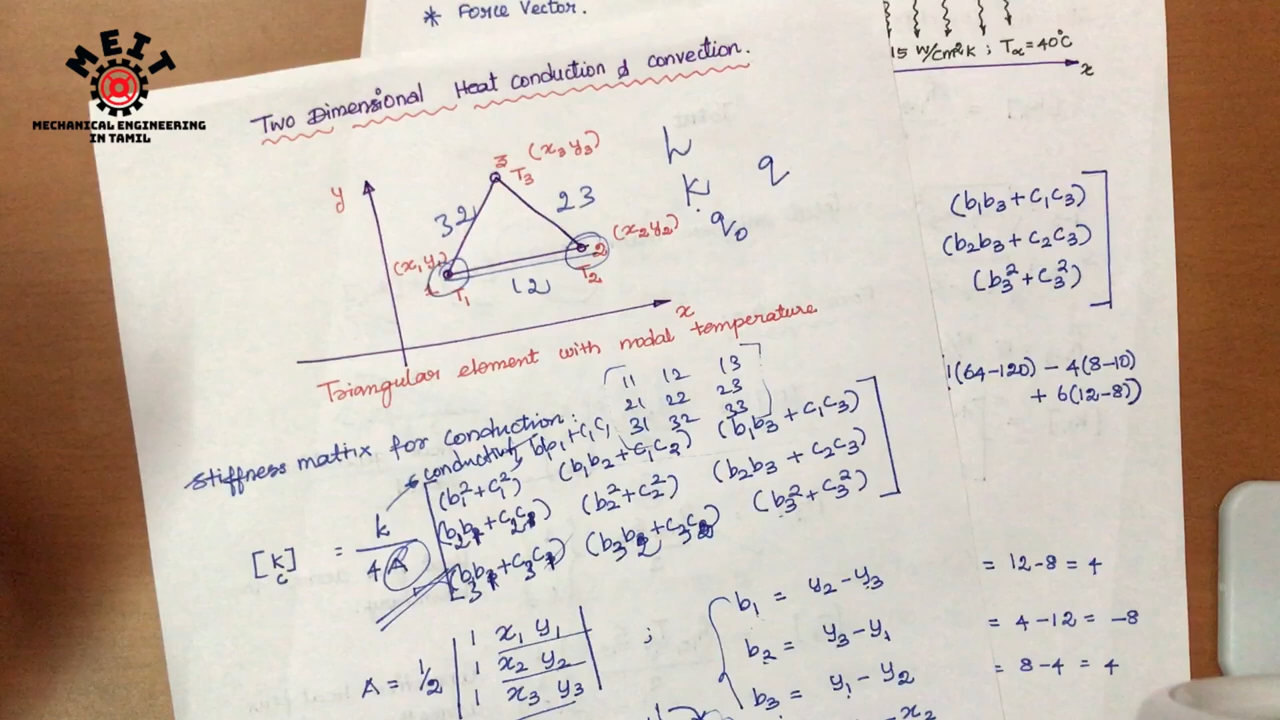 * Force Vector.
MEIT
MECHANICAL ENGINEERING
IN TAMIL
15 W/cm²K ; T∝ = 40°C
x
Two Dimensional Heat conduction & convection.
y
3 (x₃ y₃)
T₃
h
k q
q₀
32 23
(x₂ y₂)
2
T₂
(x₁ y₁)
1
T₁
12
x
Triangular element with nodal temperature
Stiffness matrix for conduction :
11 12 13
21 22 23
31 32 33
b₁b₁ + c₁c₁
[Kc] = k / 4A
(b₁² + c₁²) (b₁b₂ + c₁c₂) (b₁b₃ + c₁c₃)
(b₂b₁ + c₂c₁) (b₂² + c₂²) (b₂b₃ + c₂c₃)
(b₃b₁ + c₃c₁) (b₃b₂ + c₃c₂) (b₃² + c₃²)
A = 1/2
1 x₁ y₁
1 x₂ y₂
1 x₃ y₃
;
b₁ = y₂ - y₃
b₂ = y₃ - y₁
b₃ = y₁ - y₂
x₂
(b₁b₃ + c₁c₃)
(b₂b₃ + c₂c₃)
(b₃² + c₃²)
1(64-120) - 4(8-10)
+ 6(12-8))
= 12-8 = 4
= 4-12 = -8
= 8-4 = 4